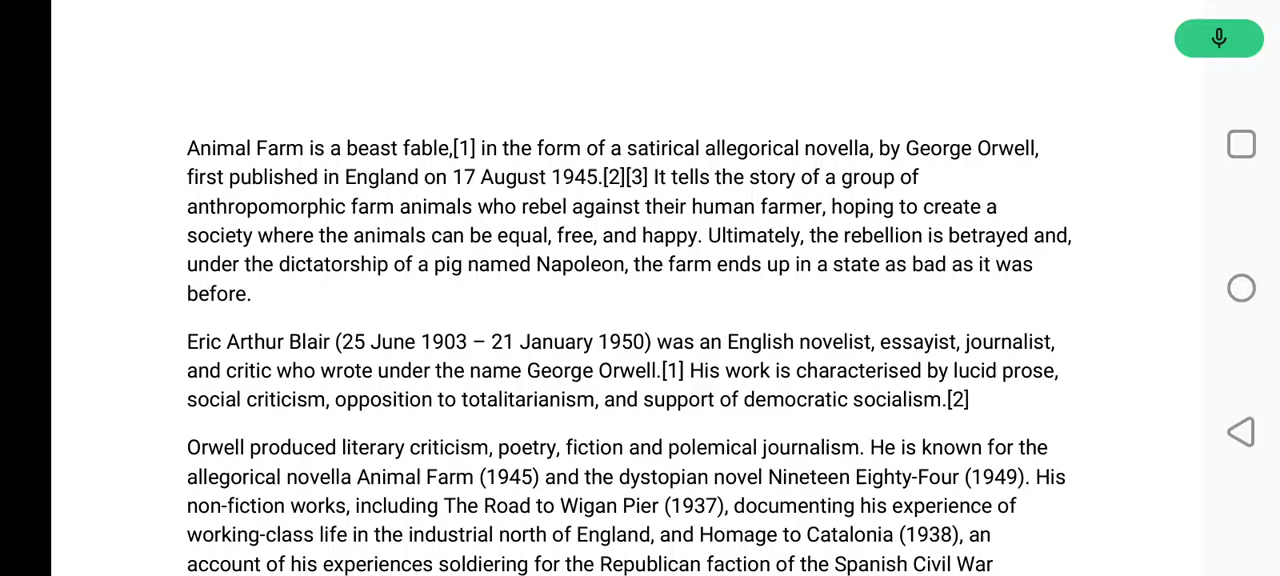 Animal Farm is a beast fable,[1] in the form of a satirical allegorical novella, by George Orwell,
first published in England on 17 August 1945.[2][3] It tells the story of a group of
anthropomorphic farm animals who rebel against their human farmer, hoping to create a
society where the animals can be equal, free, and happy. Ultimately, the rebellion is betrayed and,
under the dictatorship of a pig named Napoleon, the farm ends up in a state as bad as it was
before.
Eric Arthur Blair (25 June 1903 – 21 January 1950) was an English novelist, essayist, journalist,
and critic who wrote under the name George Orwell.[1] His work is characterised by lucid prose,
social criticism, opposition to totalitarianism, and support of democratic socialism.[2]
Orwell produced literary criticism, poetry, fiction and polemical journalism. He is known for the
allegorical novella Animal Farm (1945) and the dystopian novel Nineteen Eighty-Four (1949). His
non-fiction works, including The Road to Wigan Pier (1937), documenting his experience of
working-class life in the industrial north of England, and Homage to Catalonia (1938), an
account of his experiences soldiering for the Republican faction of the Spanish Civil War